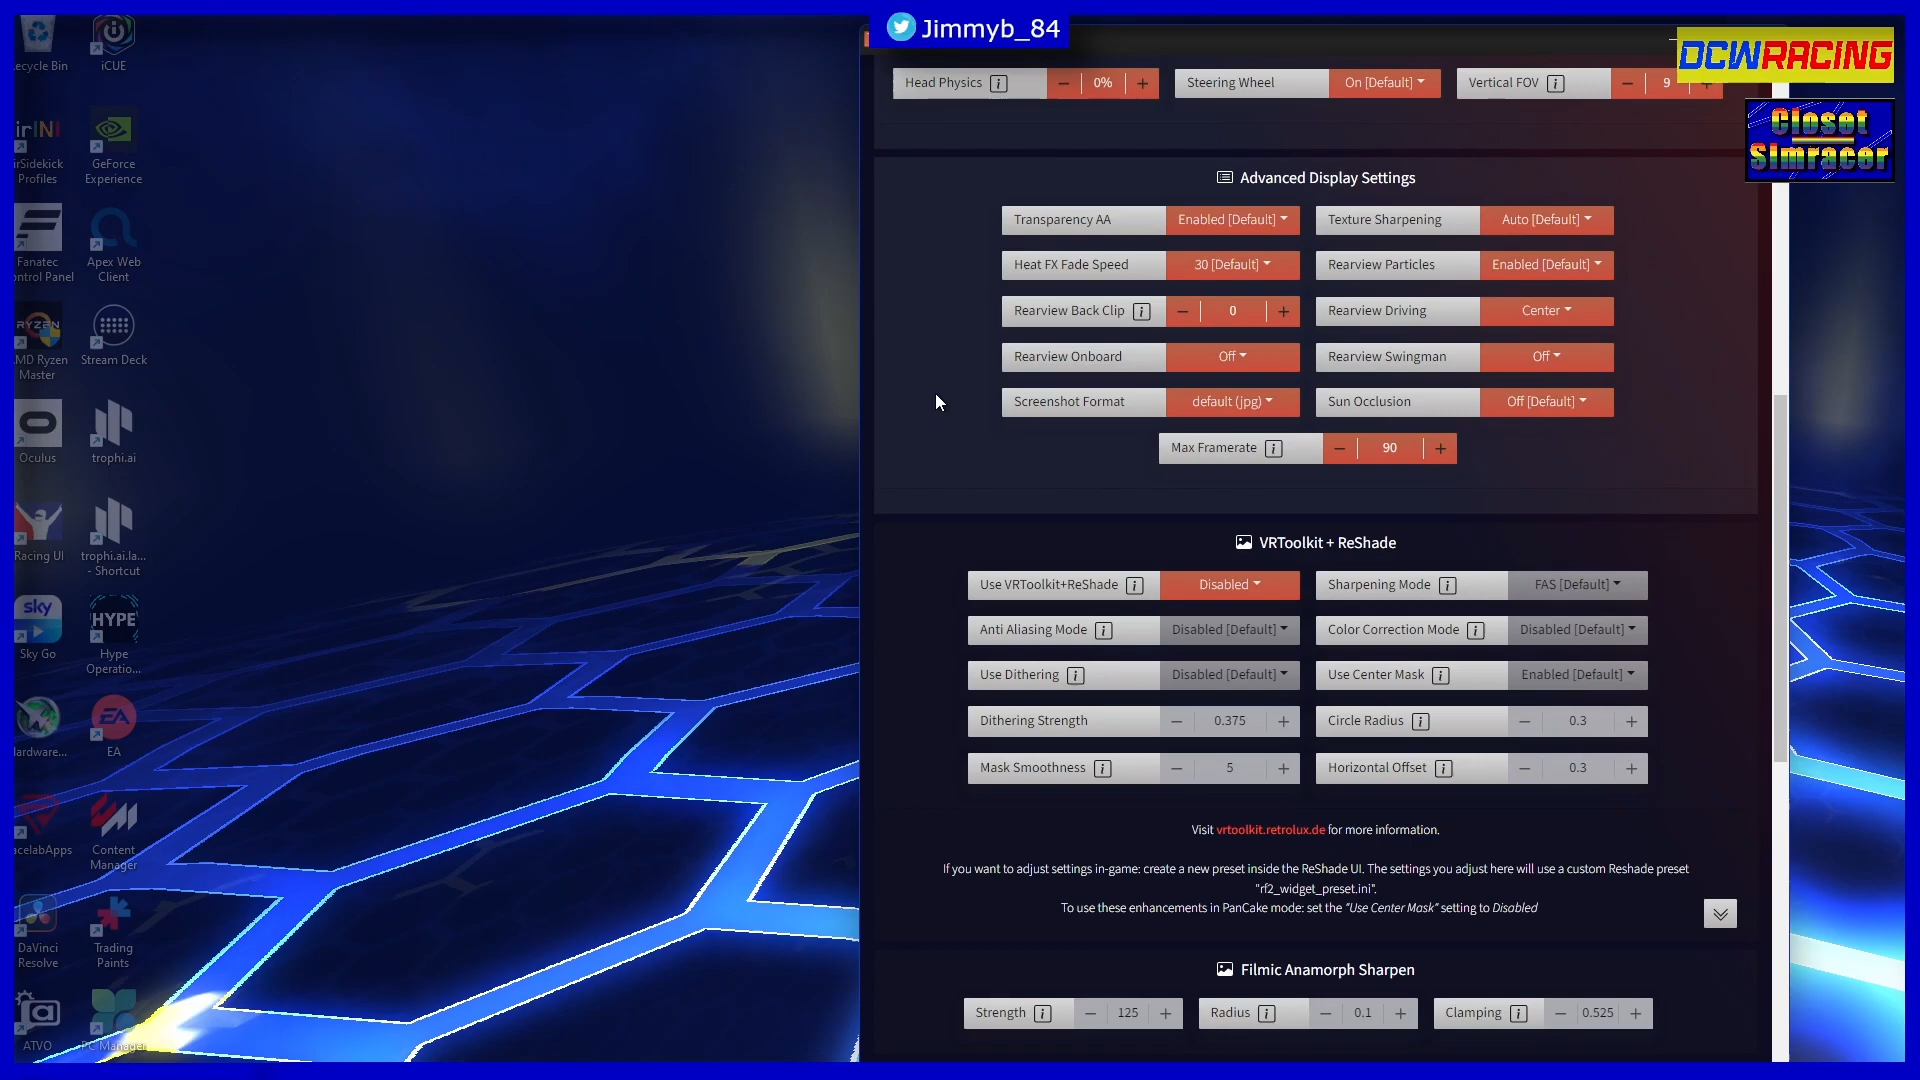 Jimmyb_84
DCWRACING
Closet
Simracer
ecycle Bin
iCUE
irSidekick
Profiles
GeForce
Experience
Fanatec
ontrol Panel
Apex Web
Client
MD Ryzen
Master
Stream Deck
Oculus
trophi.ai
Racing UI
trophi.ai.la...
- Shortcut
sky
Sky Go
HYPE
Hype
Operatio...
ardware...
EA
acelabApps
Content
Manager
DaVinci
Resolve
Trading
Paints
ATVO
PC Manager
Head Physics i − 0% +
Steering Wheel On [Default]
Vertical FOV i − 9 +
Advanced Display Settings
Transparency AA Enabled [Default]
Texture Sharpening Auto [Default]
Heat FX Fade Speed 30 [Default]
Rearview Particles Enabled [Default]
Rearview Back Clip i − 0 +
Rearview Driving Center
Rearview Onboard Off
Rearview Swingman Off
Screenshot Format default (jpg)
Sun Occlusion Off [Default]
Max Framerate i − 90 +
VRToolkit + ReShade
Use VRToolkit+ReShade i Disabled
Sharpening Mode i FAS [Default]
Anti Aliasing Mode i Disabled [Default]
Color Correction Mode i Disabled [Default]
Use Dithering i Disabled [Default]
Use Center Mask i Enabled [Default]
Dithering Strength − 0.375 +
Circle Radius i − 0.3 +
Mask Smoothness i − 5 +
Horizontal Offset i − 0.3 +
Visit vrtoolkit.retrolux.de for more information.
If you want to adjust settings in-game: create a new preset inside the ReShade UI. The settings you adjust here will use a custom Reshade preset
"rf2_widget_preset.ini".
To use these enhancements in PanCake mode: set the "Use Center Mask" setting to Disabled
Filmic Anamorph Sharpen
Strength i − 125 +
Radius i − 0.1 +
Clamping i − 0.525 +